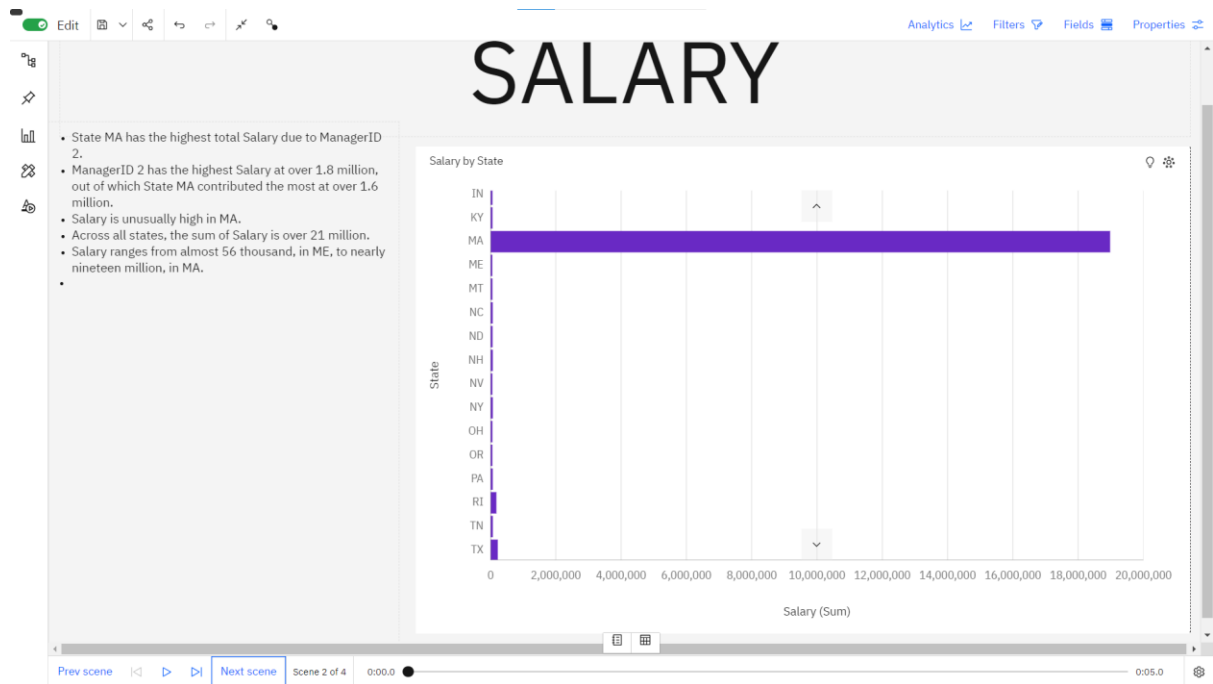 Edit
Analytics
Filters
Fields
Properties
SALARY
• State MA has the highest total Salary due to ManagerID
2.
• ManagerID 2 has the highest Salary at over 1.8 million,
out of which State MA contributed the most at over 1.6
million.
• Salary is unusually high in MA.
• Across all states, the sum of Salary is over 21 million.
• Salary ranges from almost 56 thousand, in ME, to nearly
nineteen million, in MA.
•
Salary by State
IN
KY
MA
ME
MT
NC
ND
NH
NV
NY
OH
OR
PA
RI
TN
TX
State
0 2,000,000 4,000,000 6,000,000 8,000,000 10,000,000 12,000,000 14,000,000 16,000,000 18,000,000 20,000,000
Salary (Sum)
Prev scene
Next scene
Scene 2 of 4
0:00.0
0:05.0